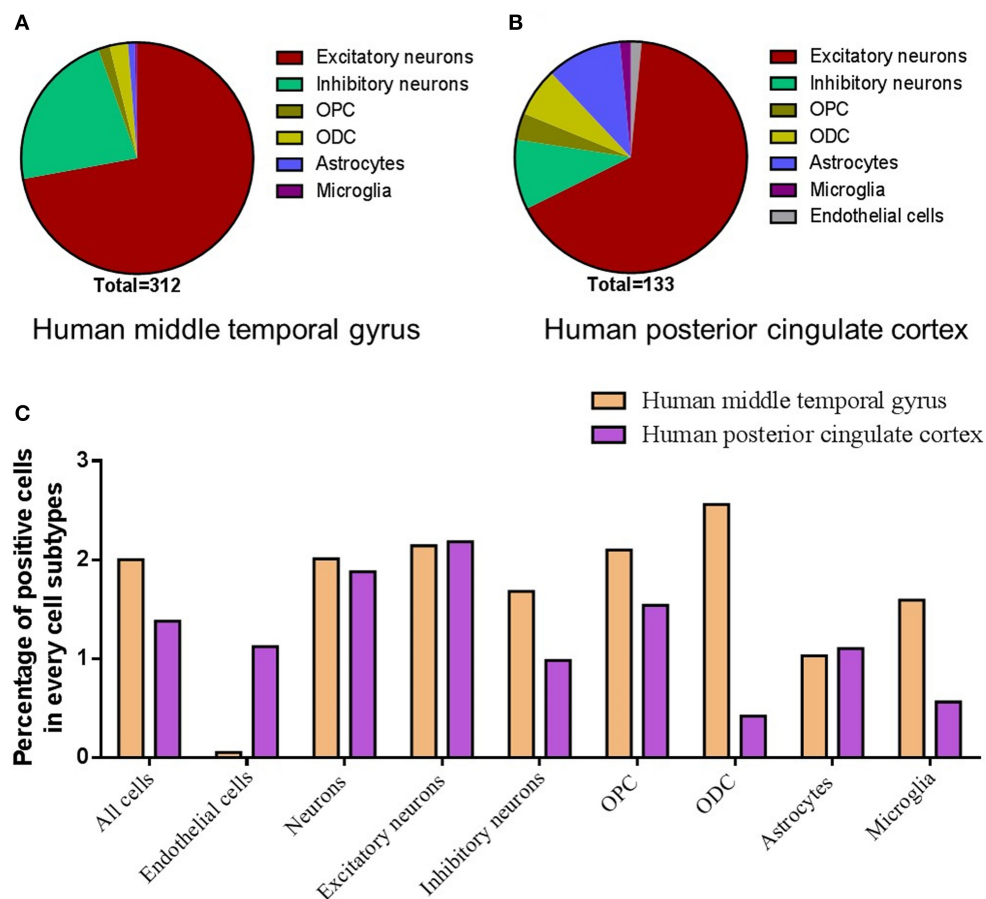 A
Excitatory neurons
Inhibitory neurons
OPC
ODC
Astrocytes
Microglia
Total=312
Human middle temporal gyrus
B
Excitatory neurons
Inhibitory neurons
OPC
ODC
Astrocytes
Microglia
Endothelial cells
Total=133
Human posterior cingulate cortex
C
Human middle temporal gyrus
Human posterior cingulate cortex
Percentage of positive cells
in every cell subtypes
3
2
1
0
All cells
Endothelial cells
Neurons
Excitatory neurons
Inhibitory neurons
OPC
ODC
Astrocytes
Microglia